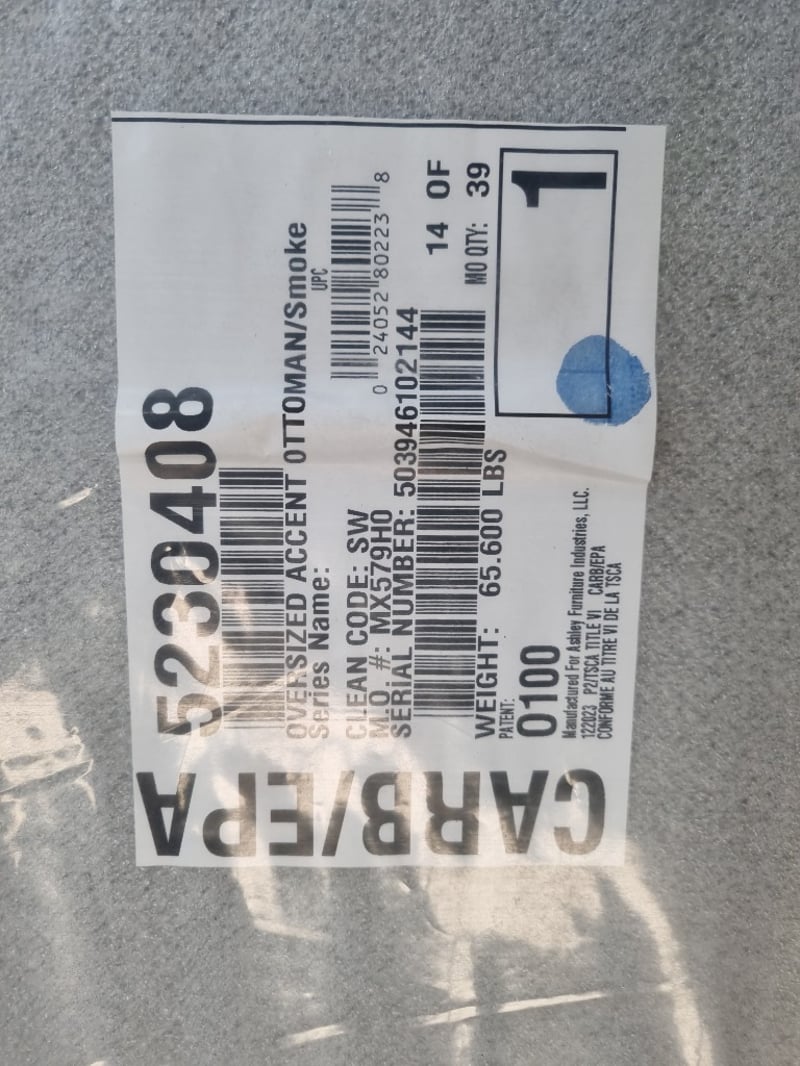 5230408
OVERSIZED ACCENT OTTOMAN/Smoke
Series Name:
UPC
0 24052 80223 8
CLEAN CODE: SW
M.O. #: MX579H0
SERIAL NUMBER: 503946102144
14 OF
MO QTY: 39
1
WEIGHT: 65.600 LBS
PATENT:
0100
Manufactured For Ashley Furniture Industries, LLC.
122023 P2/TSCA TITLE VI CARB/EPA
CONFORME AU TITRE VI DE LA TSCA
CARB/EPA